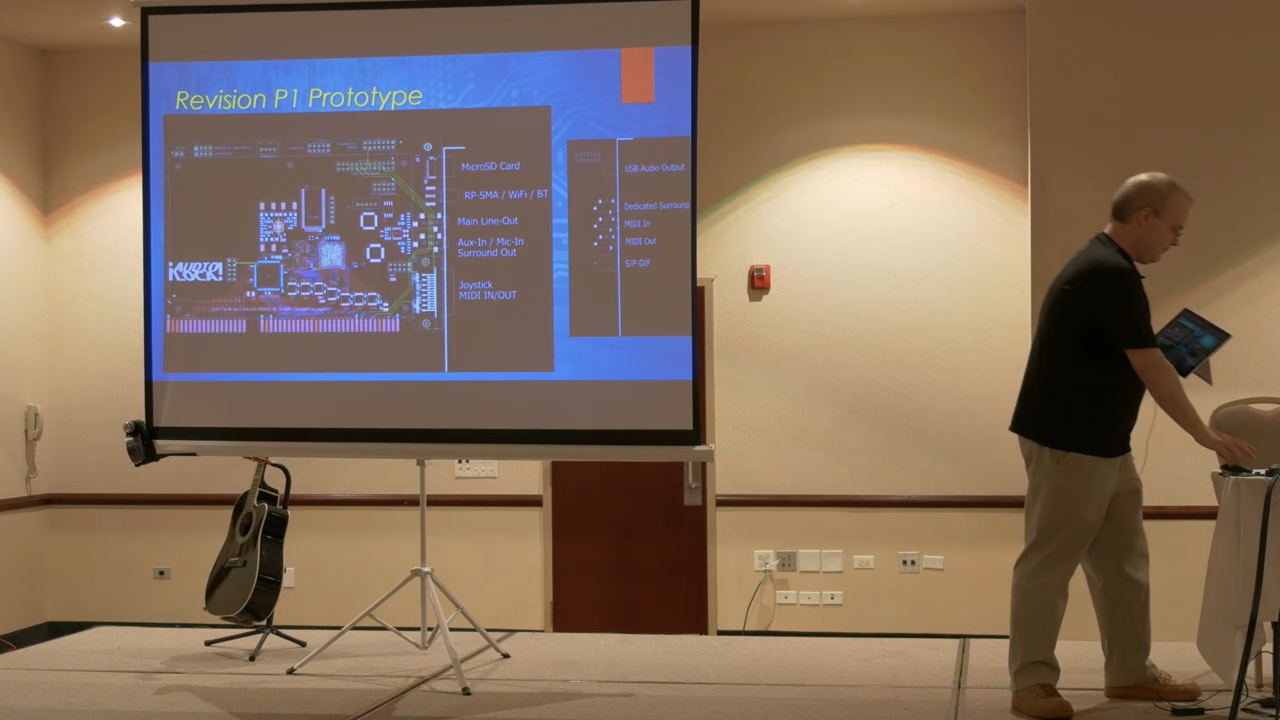 Revision P1 Prototype
MicroSD Card
RP-SMA / WiFi / BT
Main Line-Out
Aux-In / Mic-In
Surround Out
Joystick
MIDI IN/OUT
USB Audio Output
Dedicated Surround
MIDI In
MIDI Out
S/P-DIF